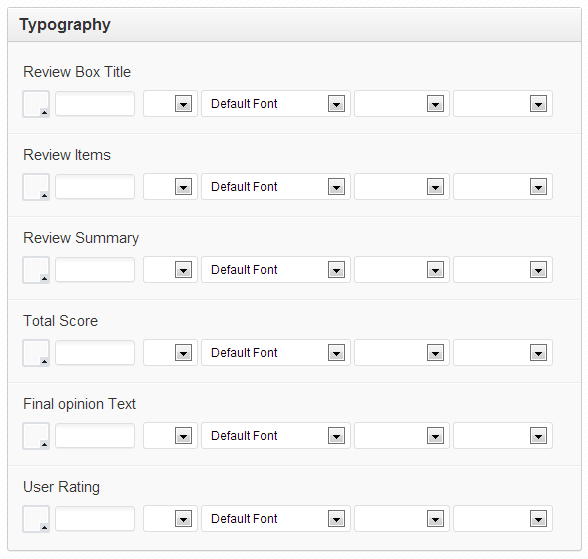 Typography
Review Box Title
Default Font
Review Items
Default Font
Review Summary
Default Font
Total Score
Default Font
Final opinion Text
Default Font
User Rating
Default Font